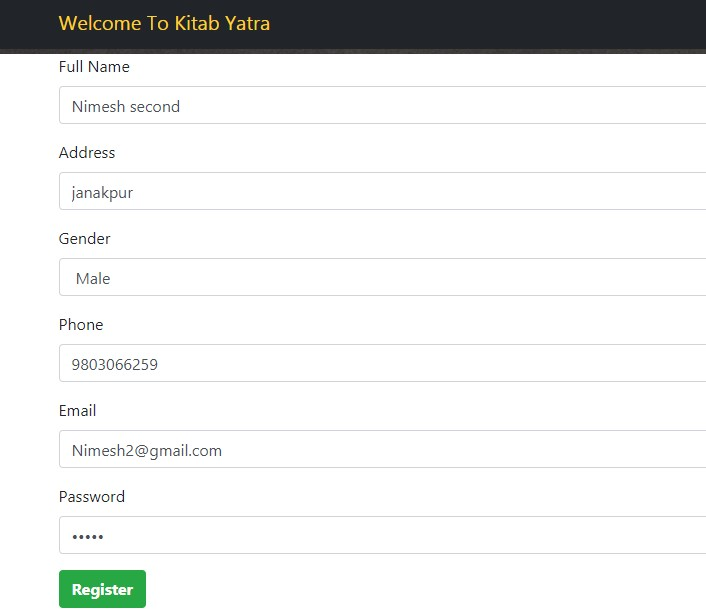 Welcome To Kitab Yatra
Full Name
Nimesh second
Address
janakpur
Gender
Male
Phone
9803066259
Email
Nimesh2@gmail.com
Password
•••••
Register